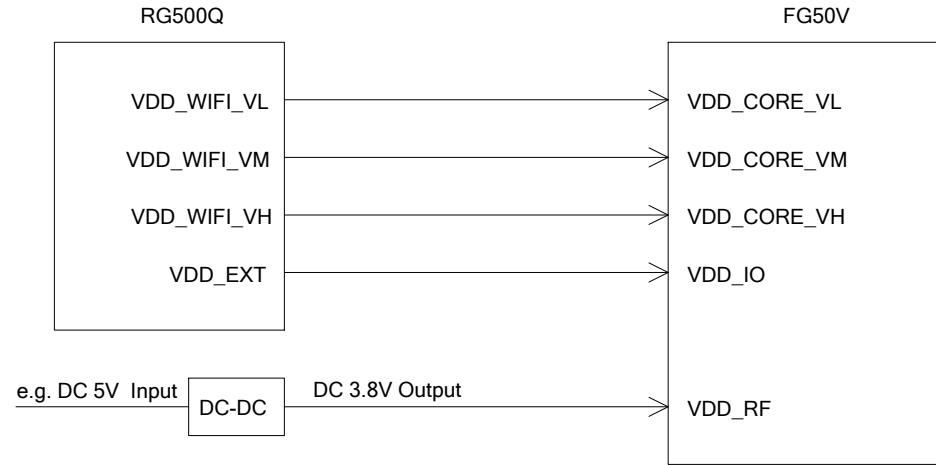 RG500Q
FG50V
VDD_WIFI_VL
VDD_CORE_VL
VDD_WIFI_VM
VDD_CORE_VM
VDD_WIFI_VH
VDD_CORE_VH
VDD_EXT
VDD_IO
e.g. DC 5V Input
DC-DC
DC 3.8V Output
VDD_RF